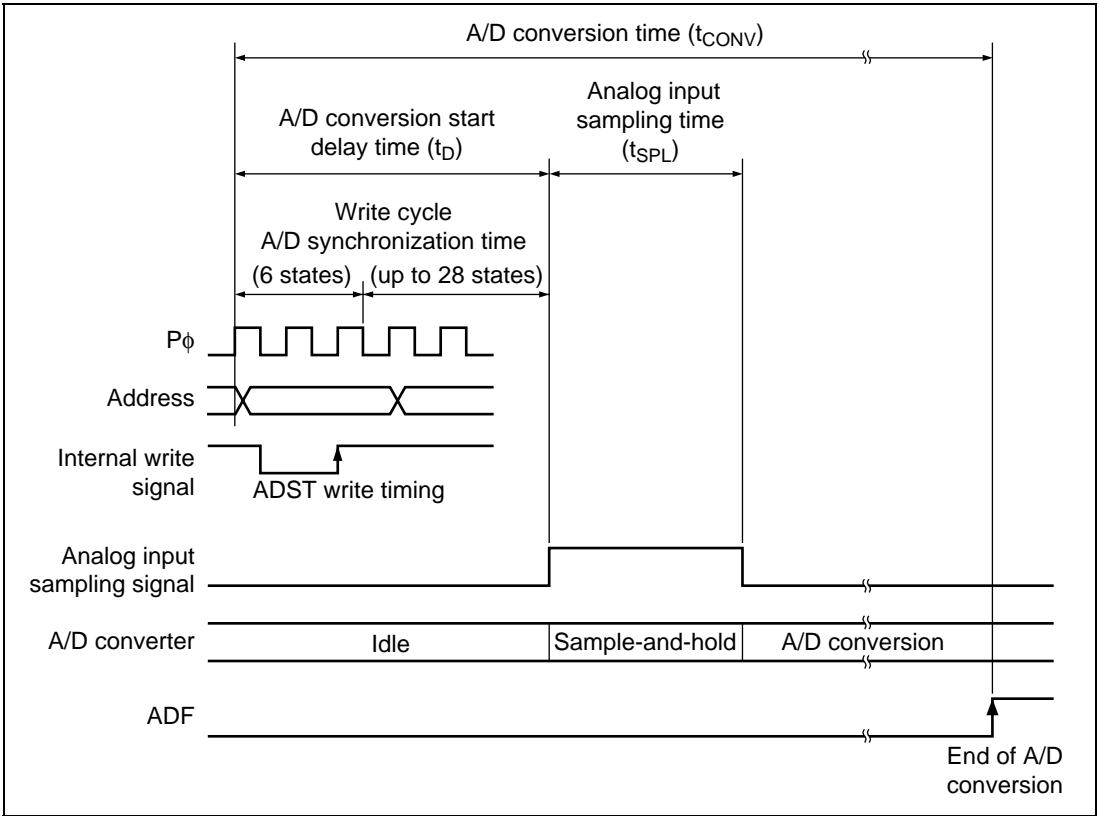 A/D conversion time (tCONV)
A/D conversion start
delay time (tD)
Analog input
sampling time
(tSPL)
Write cycle
A/D synchronization time
(6 states) (up to 28 states)
Pϕ
Address
Internal write
signal
ADST write timing
Analog input
sampling signal
A/D converter
Idle
Sample-and-hold
A/D conversion
ADF
End of A/D
conversion